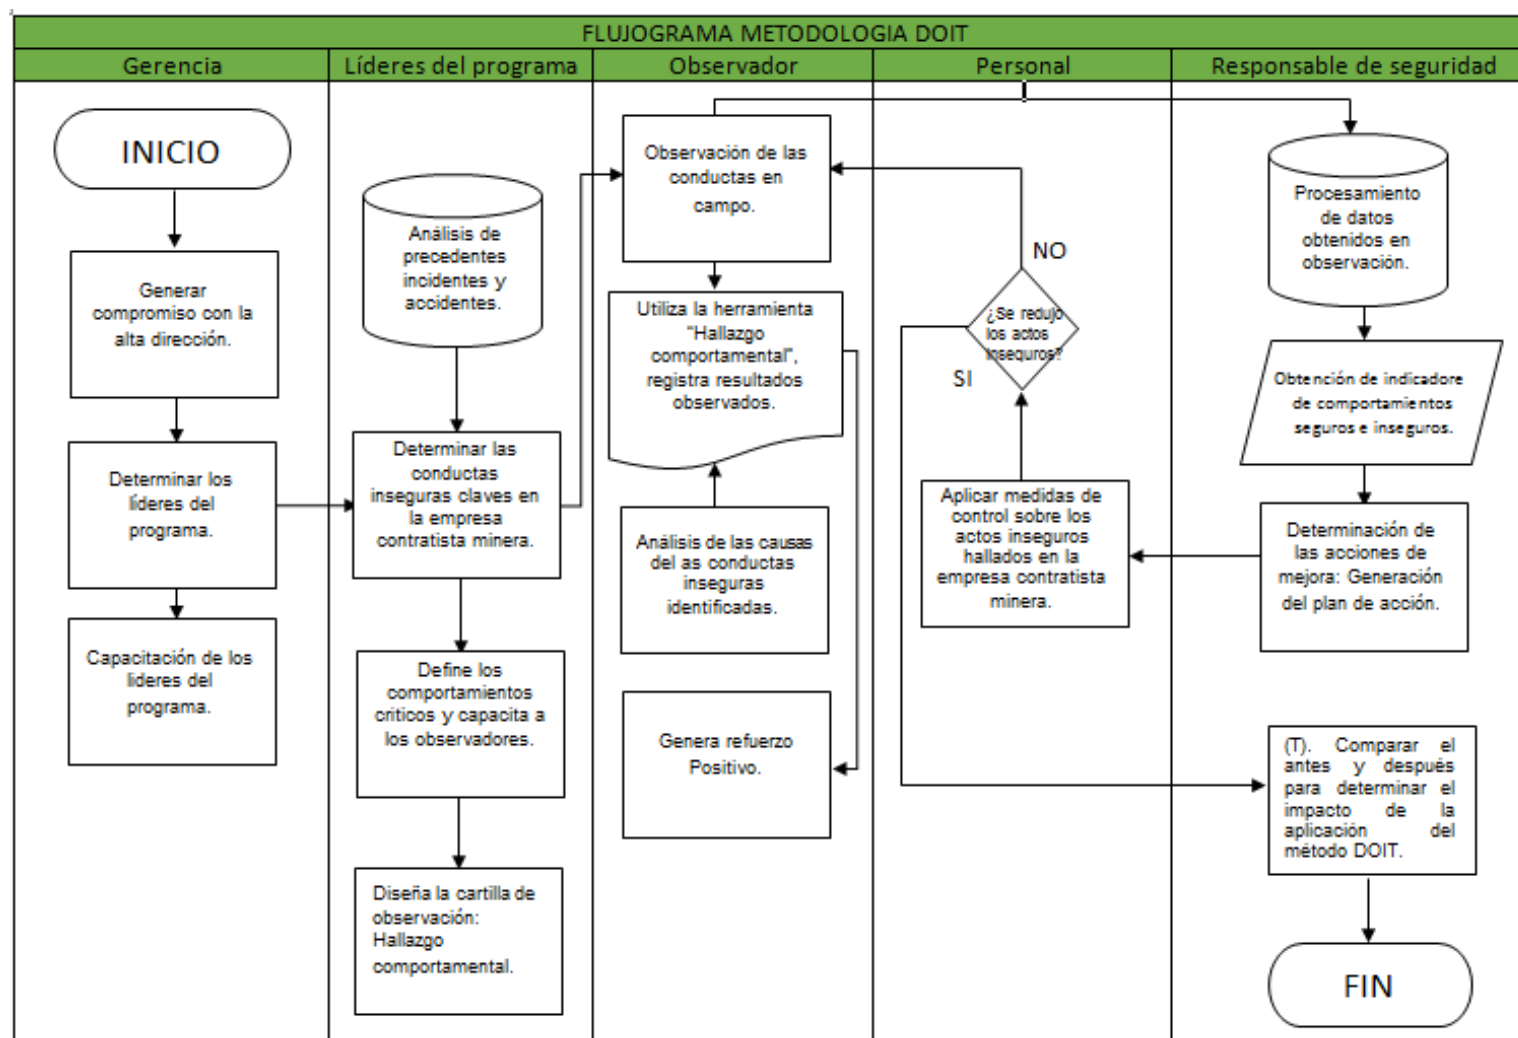 FLUJOGRAMA METODOLOGIA DOIT
Gerencia
Líderes del programa
Observador
Personal
Responsable de seguridad
INICIO
Generar
compromiso con la
alta dirección.
Determinar los
líderes del
programa.
Capacitación de los
lideres del
programa.
Análisis de
precedentes
incidentes y
accidentes.
Determinar las
conductas
inseguras claves en
la empresa
contratista minera.
Define los
comportamientos
criticos y capacita a
los observadores.
Diseña la cartilla de
observación:
Hallazgo
comportamental.
Observación de las
conductas en
campo.
Utiliza la herramienta
“Hallazgo
comportamental”,
registra resultados
observados.
Análisis de las causas
del as conductas
inseguras
identificadas.
Genera refuerzo
Positivo.
NO
¿Se redujo
los actos
inseguros?
SI
Aplicar medidas de
control sobre los
actos inseguros
hallados en la
empresa contratista
minera.
Procesamiento
de datos
obtenidos en
observación.
Obtención de indicadore
de comportamientos
seguros e inseguros.
Determinación de
las acciones de
mejora: Generación
del plan de acción.
(T). Comparar el
antes y después
para determinar el
impacto de la
aplicación del
método DOIT.
FIN